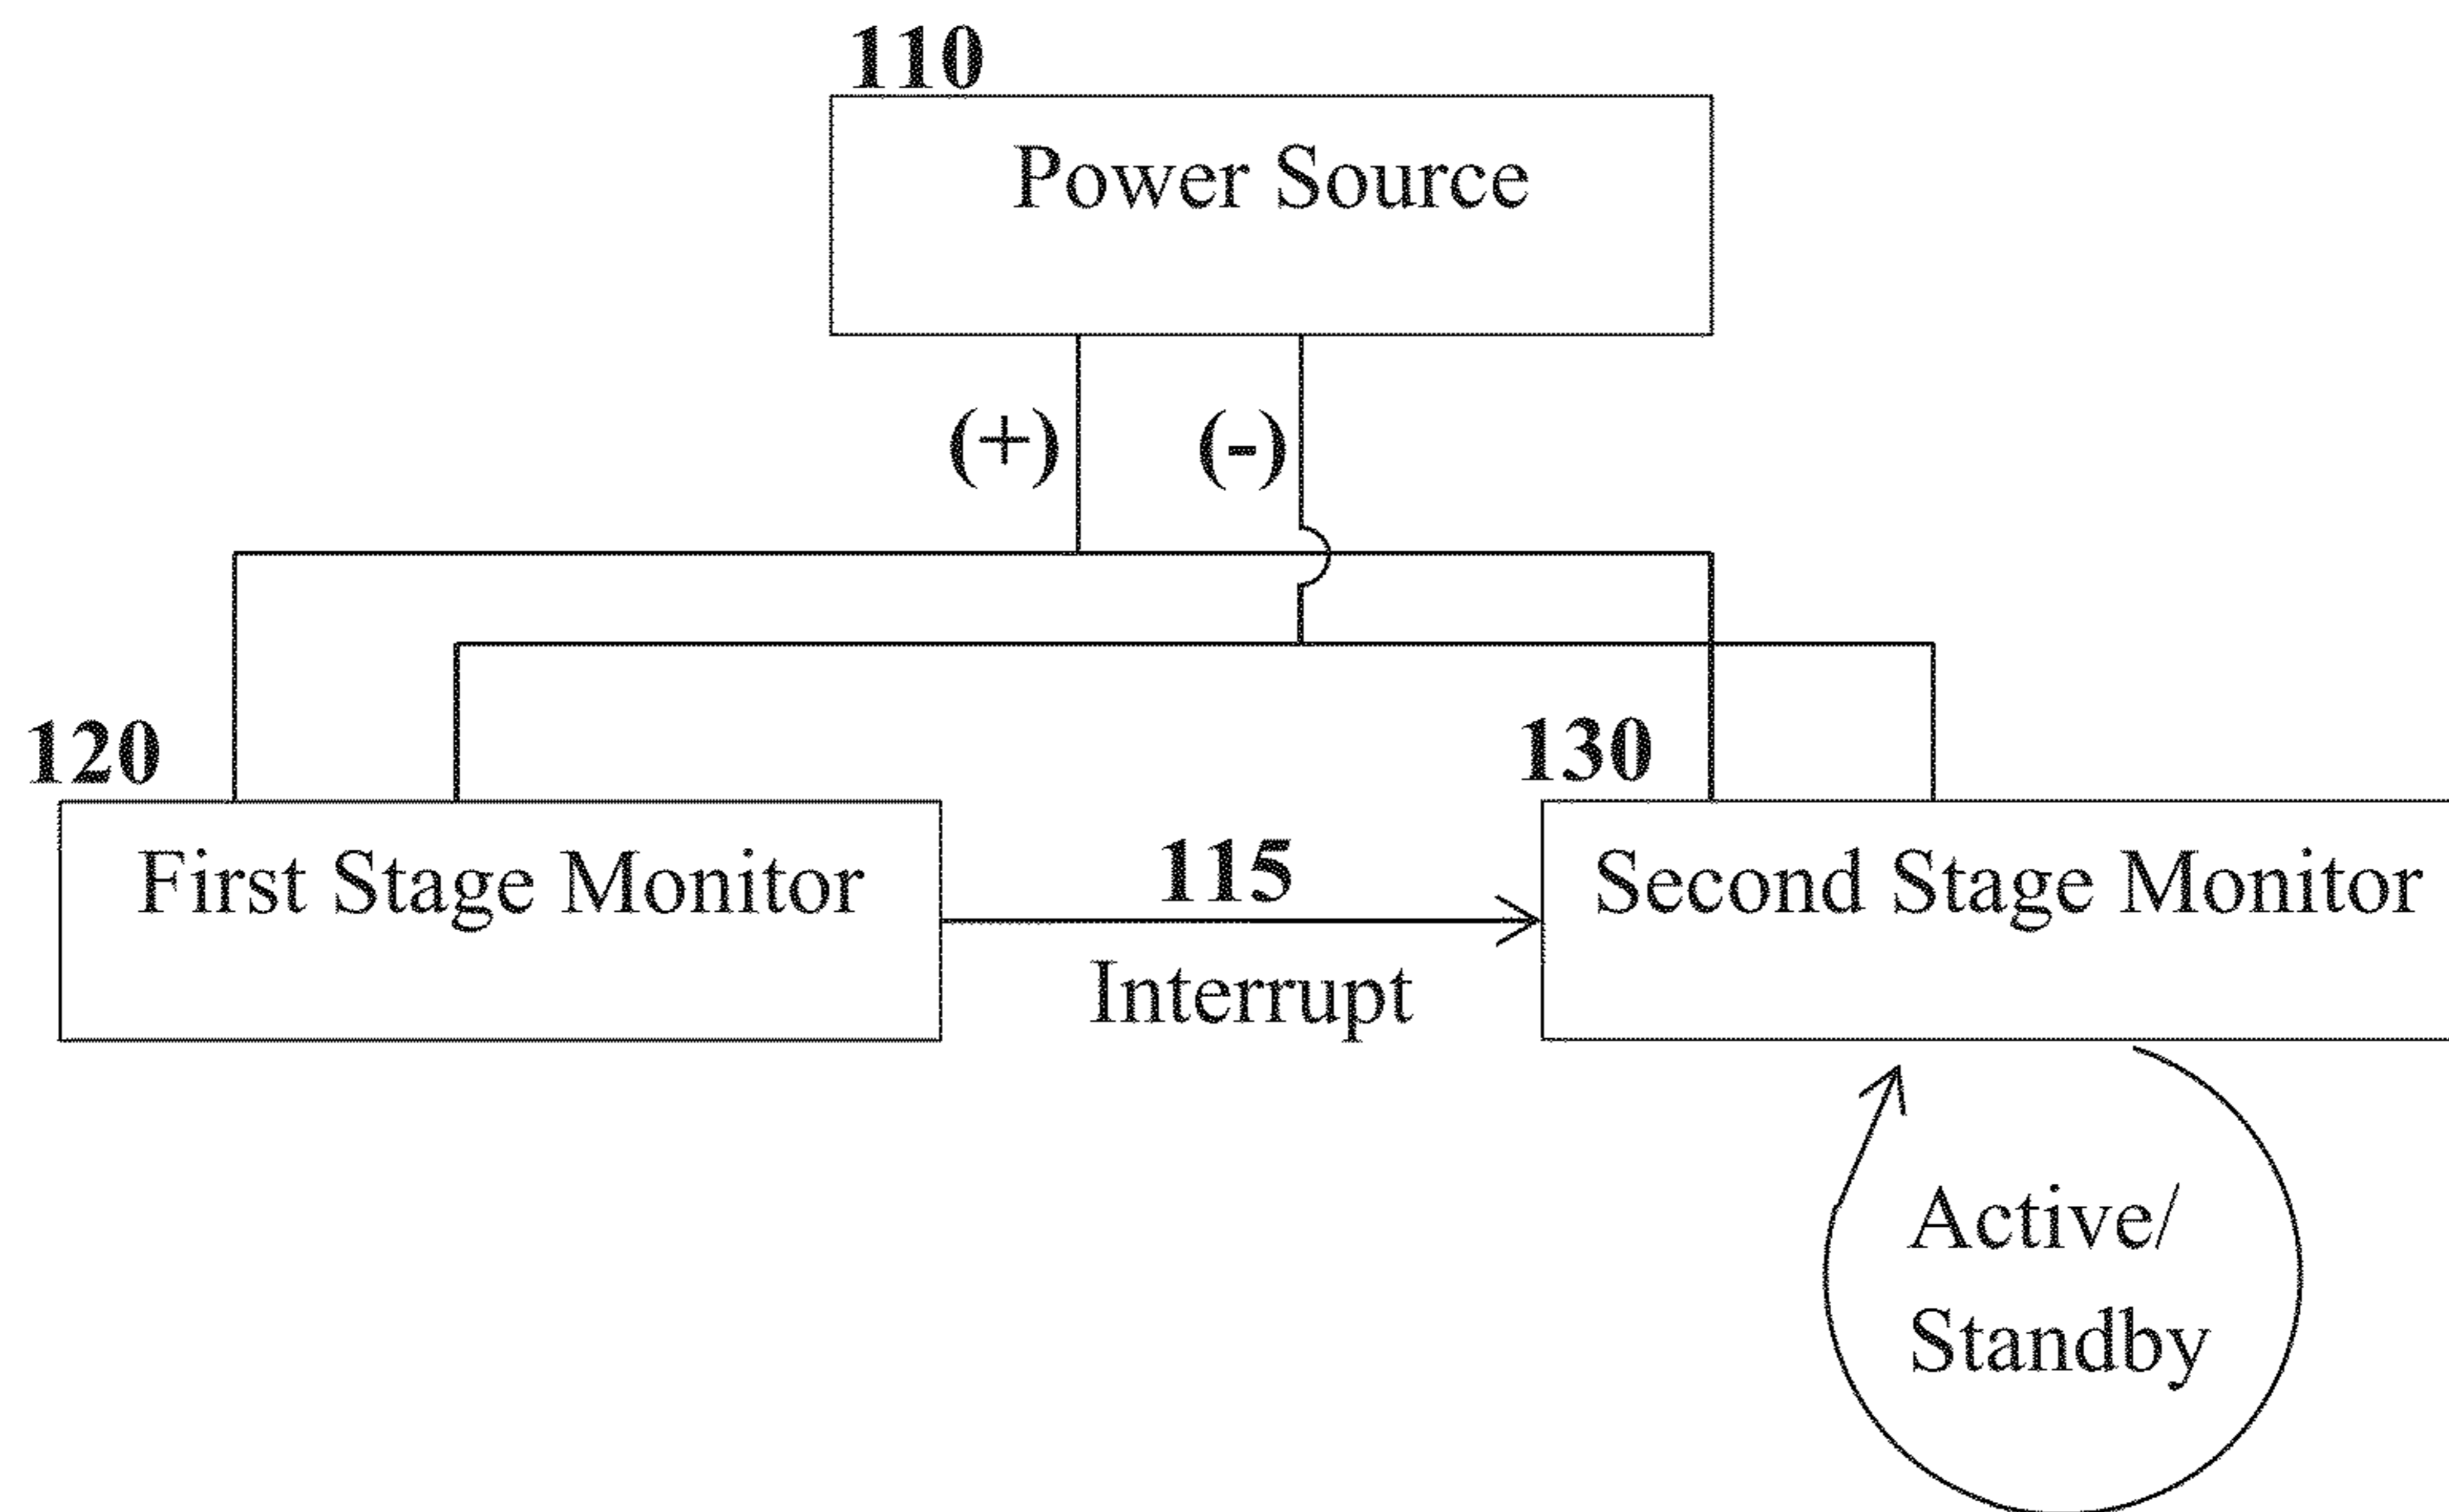 110
Power Source
(+)
(-)
120
130
First Stage Monitor
115
Second Stage Monitor
Interrupt
Active/
Standby